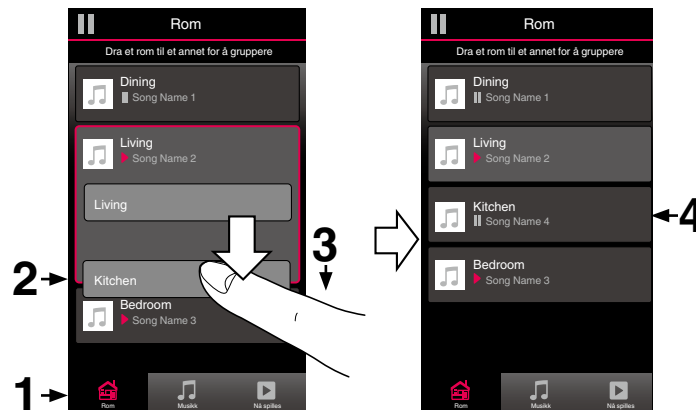 Rom
Dra et rom til et annet for å gruppere
Dining
Song Name 1
Living
Song Name 2
Living
Kitchen
Bedroom
Song Name 3
Rom
Musikk
Nå spilles
1
2
3
Rom
Dra et rom til et annet for å gruppere
Dining
Song Name 1
Living
Song Name 2
Kitchen
Song Name 4
Bedroom
Song Name 3
Rom
Musikk
Nå spilles
4